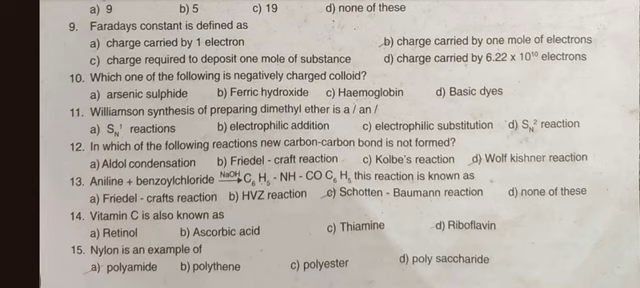 a) 9 b) 5 c) 19 d) none of these
9. Faradays constant is defined as
a) charge carried by 1 electron b) charge carried by one mole of electrons
c) charge required to deposit one mole of substance d) charge carried by 6.22 x 10¹⁰ electrons
10. Which one of the following is negatively charged colloid?
a) arsenic sulphide b) Ferric hydroxide c) Haemoglobin d) Basic dyes
11. Williamson synthesis of preparing dimethyl ether is a / an /
a) S_N¹ reactions b) electrophilic addition c) electrophilic substitution d) S_N² reaction
12. In which of the following reactions new carbon-carbon bond is not formed?
a) Aldol condensation b) Friedel - craft reaction c) Kolbe's reaction d) Wolf kishner reaction
13. Aniline + benzoylchloride NaOH→ C₆ H₅ - NH - CO C₆ H₅ this reaction is known as
a) Friedel - crafts reaction b) HVZ reaction c) Schotten - Baumann reaction d) none of these
14. Vitamin C is also known as
a) Retinol b) Ascorbic acid c) Thiamine d) Riboflavin
15. Nylon is an example of
a) polyamide b) polythene c) polyester d) poly saccharide